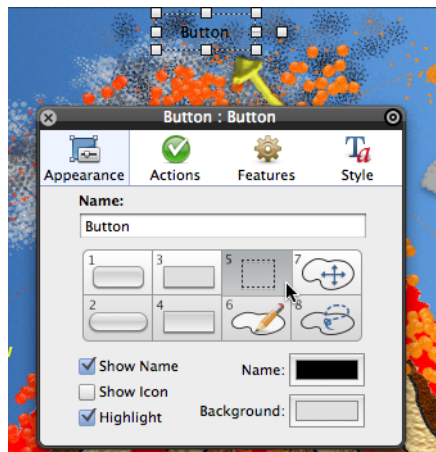 Button
Button : Button
Appearance Actions Features Style
Name:
Button
1 3 5 7
2 4 6 8
Show Name Name:
Show Icon
Highlight Background: